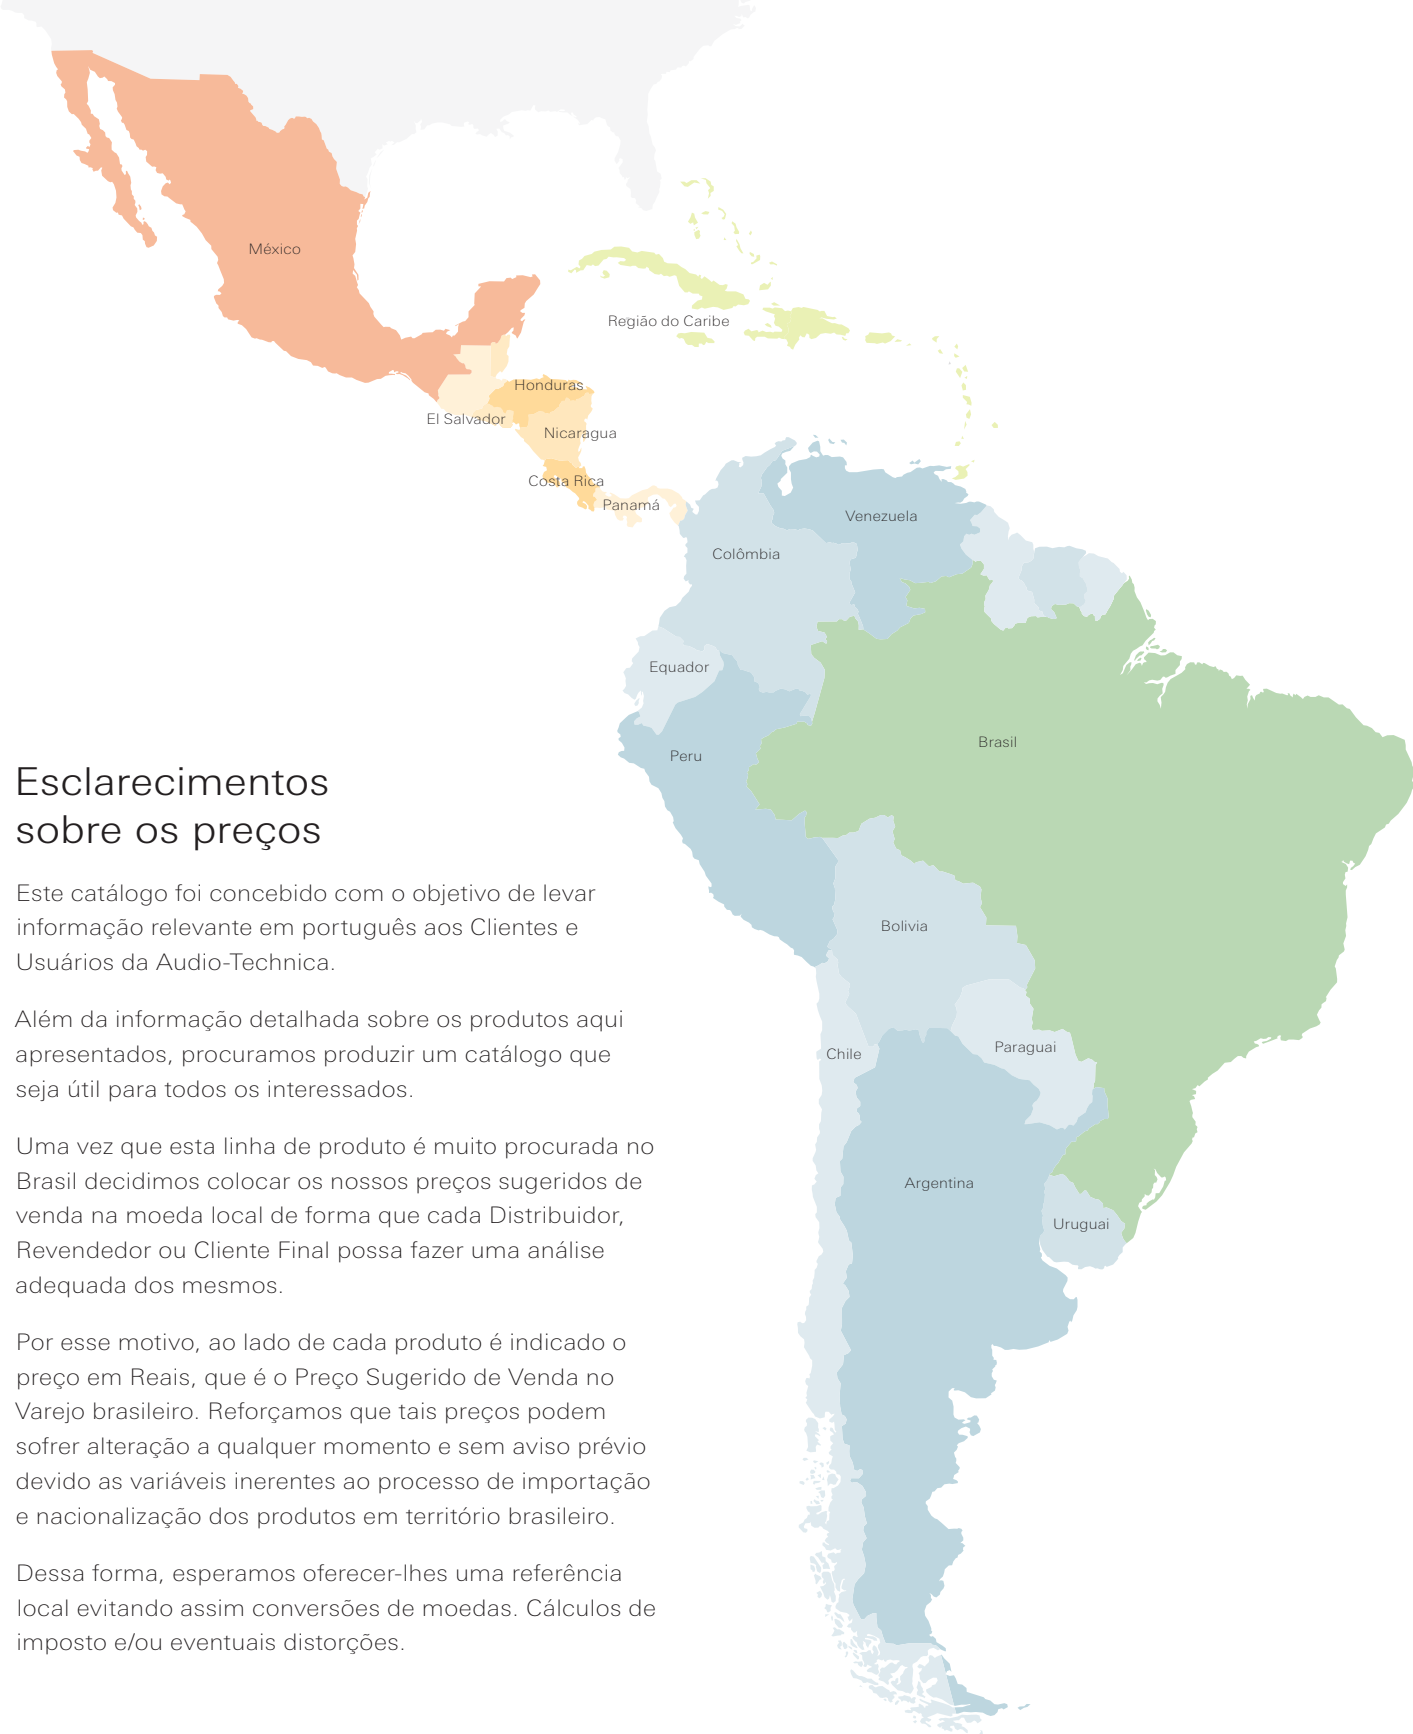 México
Região do Caribe
Honduras
El Salvador
Nicaragua
Costa Rica
Panamá
Venezuela
Colômbia
Equador
Brasil
Peru
Bolivia
Paraguai
Chile
Argentina
Uruguai
Esclarecimentos
sobre os preços
Este catálogo foi concebido com o objetivo de levar
informação relevante em português aos Clientes e
Usuários da Audio-Technica.
Além da informação detalhada sobre os produtos aqui
apresentados, procuramos produzir um catálogo que
seja útil para todos os interessados.
Uma vez que esta linha de produto é muito procurada no
Brasil decidimos colocar os nossos preços sugeridos de
venda na moeda local de forma que cada Distribuidor,
Revendedor ou Cliente Final possa fazer uma análise
adequada dos mesmos.
Por esse motivo, ao lado de cada produto é indicado o
preço em Reais, que é o Preço Sugerido de Venda no
Varejo brasileiro. Reforçamos que tais preços podem
sofrer alteração a qualquer momento e sem aviso prévio
devido as variáveis inerentes ao processo de importação
e nacionalização dos produtos em território brasileiro.
Dessa forma, esperamos oferecer-lhes uma referência
local evitando assim conversões de moedas. Cálculos de
imposto e/ou eventuais distorções.